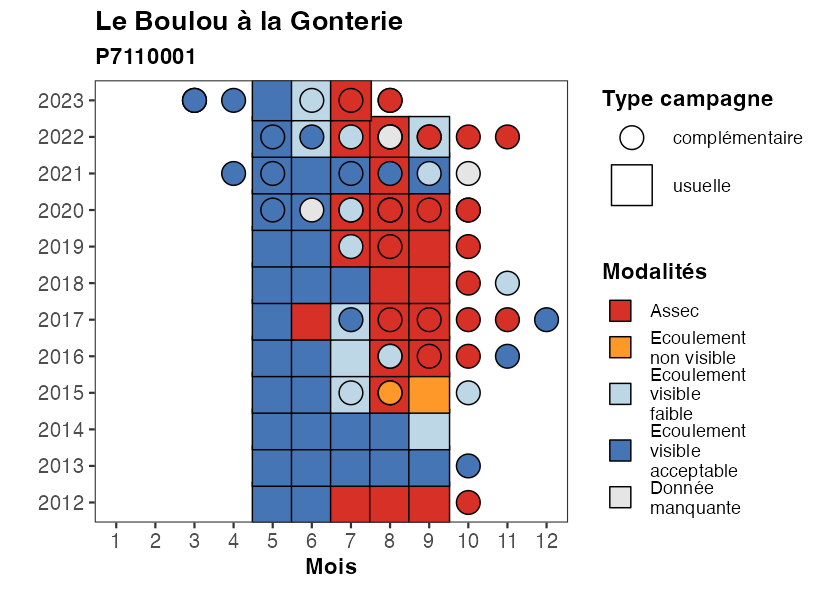 Le Boulou à la Gonterie
P7110001
2023
2022
2021
2020
2019
2018
2017
2016
2015
2014
2013
2012
1 2 3 4 5 6 7 8 9 10 11 12
Mois
Type campagne
complémentaire
usuelle
Modalités
Assec
Ecoulement
non visible
Ecoulement
visible
faible
Ecoulement
visible
acceptable
Donnée
manquante